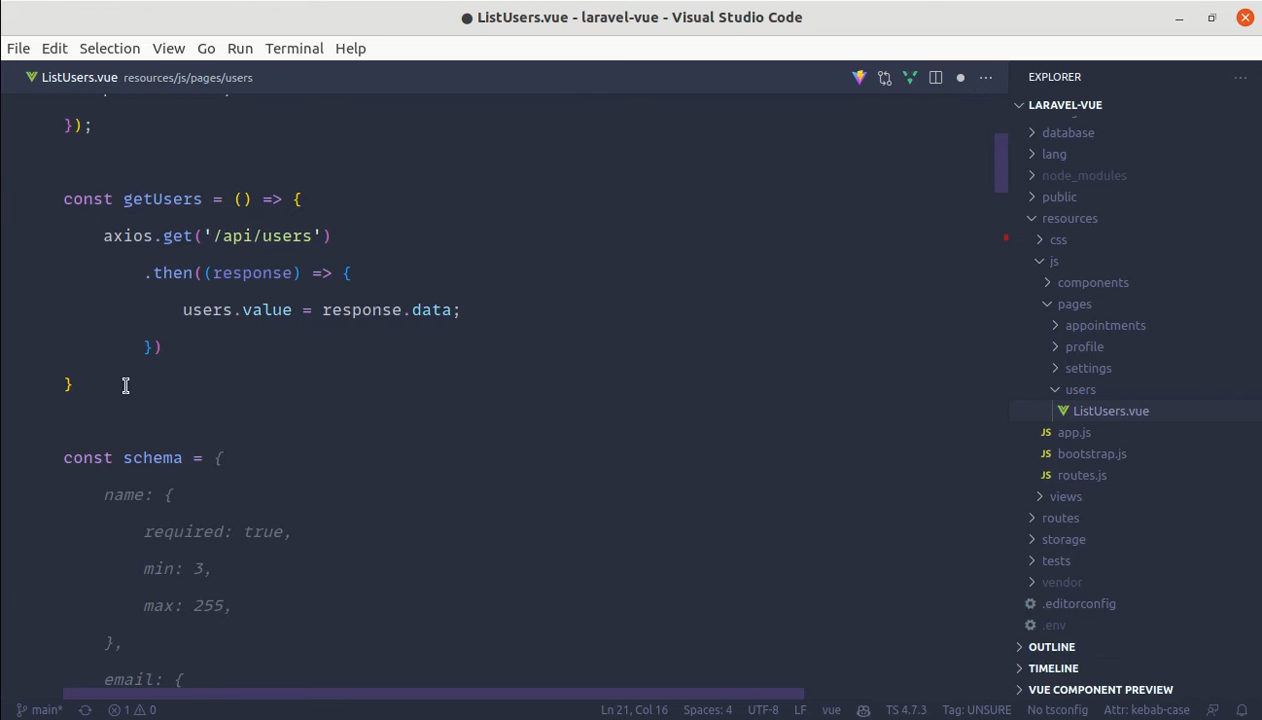 ● ListUsers.vue - laravel-vue - Visual Studio Code
File Edit Selection View Go Run Terminal Help
ListUsers.vue resources/js/pages/users
});
const getUsers = () => {
axios.get('/api/users')
.then((response) => {
users.value = response.data;
})
}
const schema = {
name: {
required: true,
min: 3,
max: 255,
},
email: {
EXPLORER
LARAVEL-VUE
database
lang
node_modules
public
resources
css
js
components
pages
appointments
profile
settings
users
ListUsers.vue
JS app.js
JS bootstrap.js
JS routes.js
views
routes
storage
tests
vendor
.editorconfig
.env
OUTLINE
TIMELINE
VUE COMPONENT PREVIEW
main* 1 0 Ln 21, Col 16 Spaces: 4 UTF-8 LF vue TS 4.7.3 Tag: UNSURE No tsconfig Attr: kebab-case